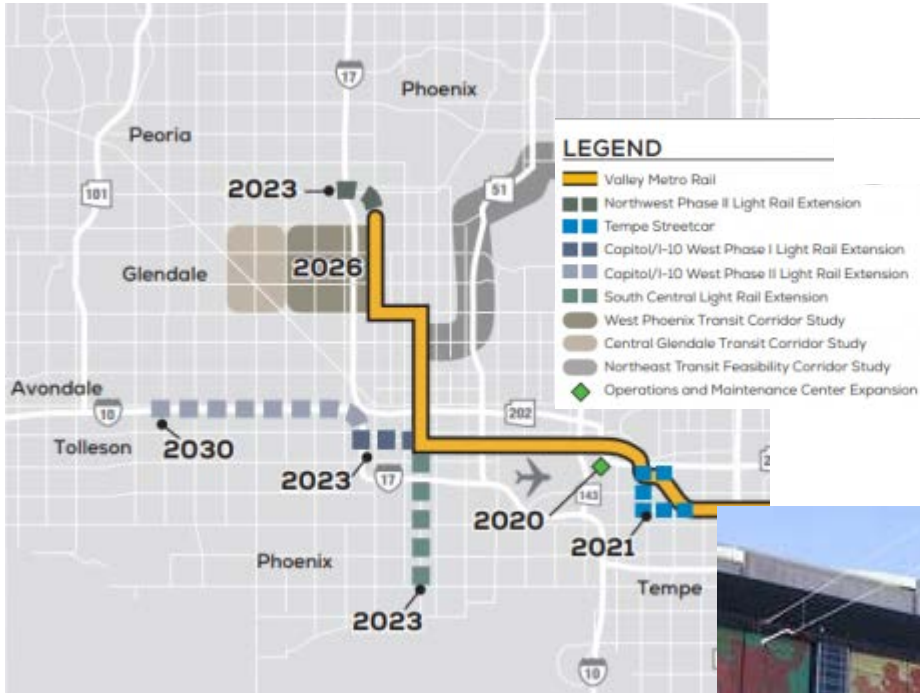 17
Phoenix
Peoria
LEGEND
Valley Metro Rail
Northwest Phase II Light Rail Extension
Tempe Streetcar
Capitol/I-10 West Phase I Light Rail Extension
Capitol/I-10 West Phase II Light Rail Extension
South Central Light Rail Extension
West Phoenix Transit Corridor Study
Central Glendale Transit Corridor Study
Northeast Transit Feasibility Corridor Study
Operations and Maintenance Center Expansion
2023
51
101
Glendale
2026
Avondale
10
202
Tolleson
2030
2023
17
2020
143
2021
Phoenix
Tempe
2023
10